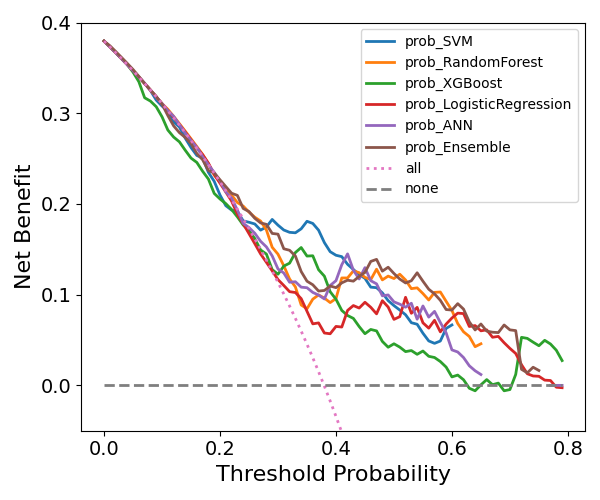 prob_SVM
prob_RandomForest
prob_XGBoost
prob_LogisticRegression
prob_ANN
prob_Ensemble
all
none
Net Benefit
0.4
0.3
0.2
0.1
0.0
0.0 0.2 0.4 0.6 0.8
Threshold Probability